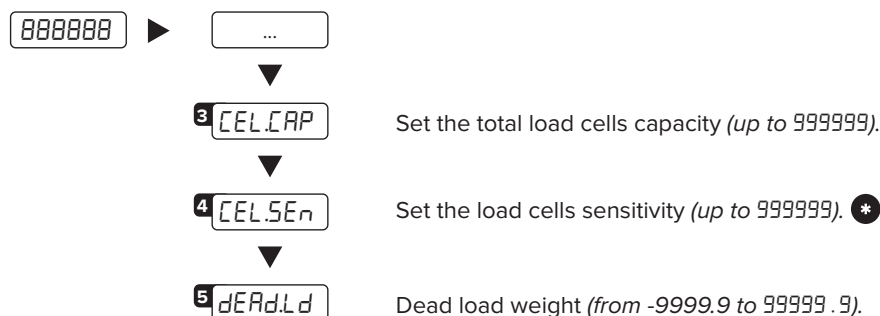 888888
...
3 CEL.CAP Set the total load cells capacity (up to 999999).
4 CEL.SEn Set the load cells sensitivity (up to 999999). *
5 dEAd.Ld Dead load weight (from -9999.9 to 99999.9).